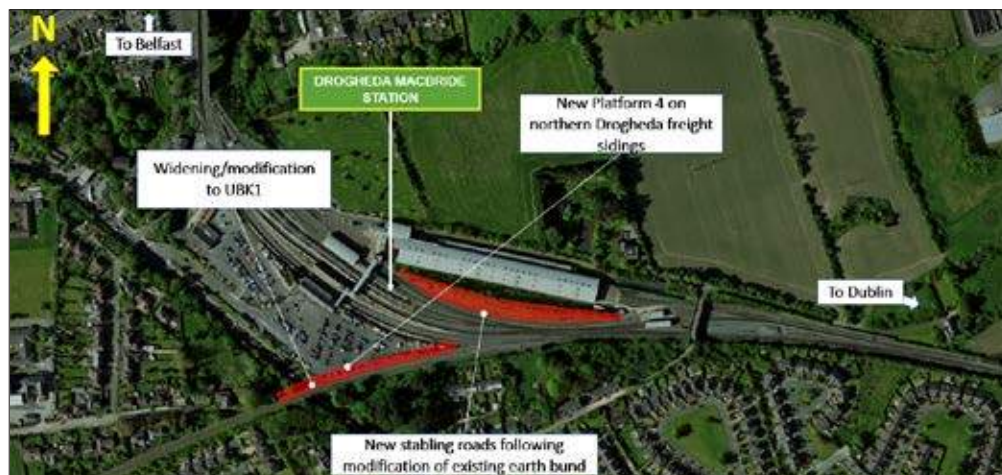 N
To Belfast
DROGHEDA MACBRIDE
STATION
New Platform 4 on
northern Drogheda freight
sidings
Widening/modification
to UBK1
To Dublin
New stabling roads following
modification of existing earth bund